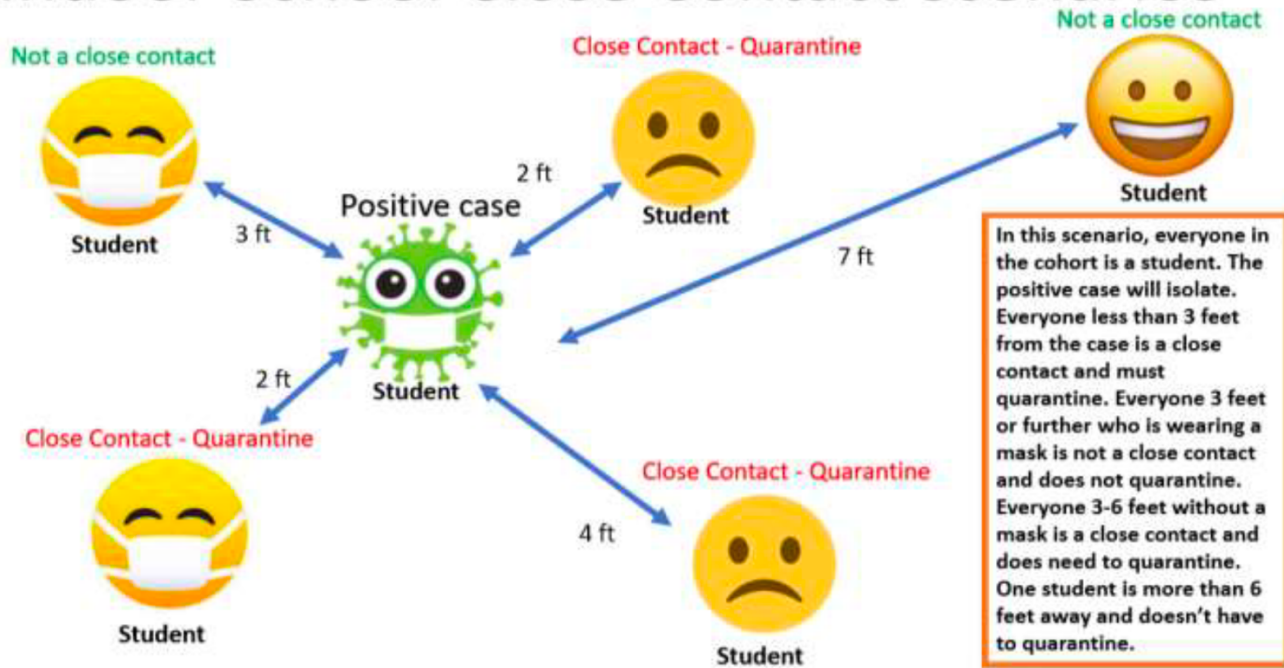 Not a close contact
Close Contact - Quarantine
Not a close contact
2 ft
Student
Student
Positive case
Student
3 ft
7 ft
In this scenario, everyone in
the cohort is a student. The
positive case will isolate.
Everyone less than 3 feet
from the case is a close
contact and must
quarantine. Everyone 3 feet
or further who is wearing a
mask is not a close contact
and does not quarantine.
Everyone 3-6 feet without a
mask is a close contact and
does need to quarantine.
One student is more than 6
feet away and doesn't have
to quarantine.
2 ft
Student
Close Contact - Quarantine
Close Contact - Quarantine
4 ft
Student
Student